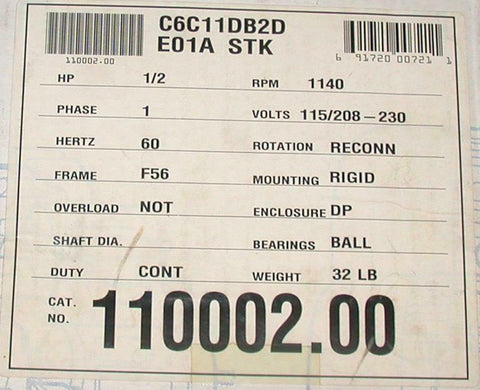 C6C11DB2D
E01A STK
110002.00
6 91720 00721 1
HP 1/2 RPM 1140
PHASE 1 VOLTS 115/208-230
HERTZ 60 ROTATION RECONN
FRAME F56 MOUNTING RIGID
OVERLOAD NOT ENCLOSURE DP
SHAFT DIA. BEARINGS BALL
DUTY CONT WEIGHT 32 LB
CAT. NO. 110002.00